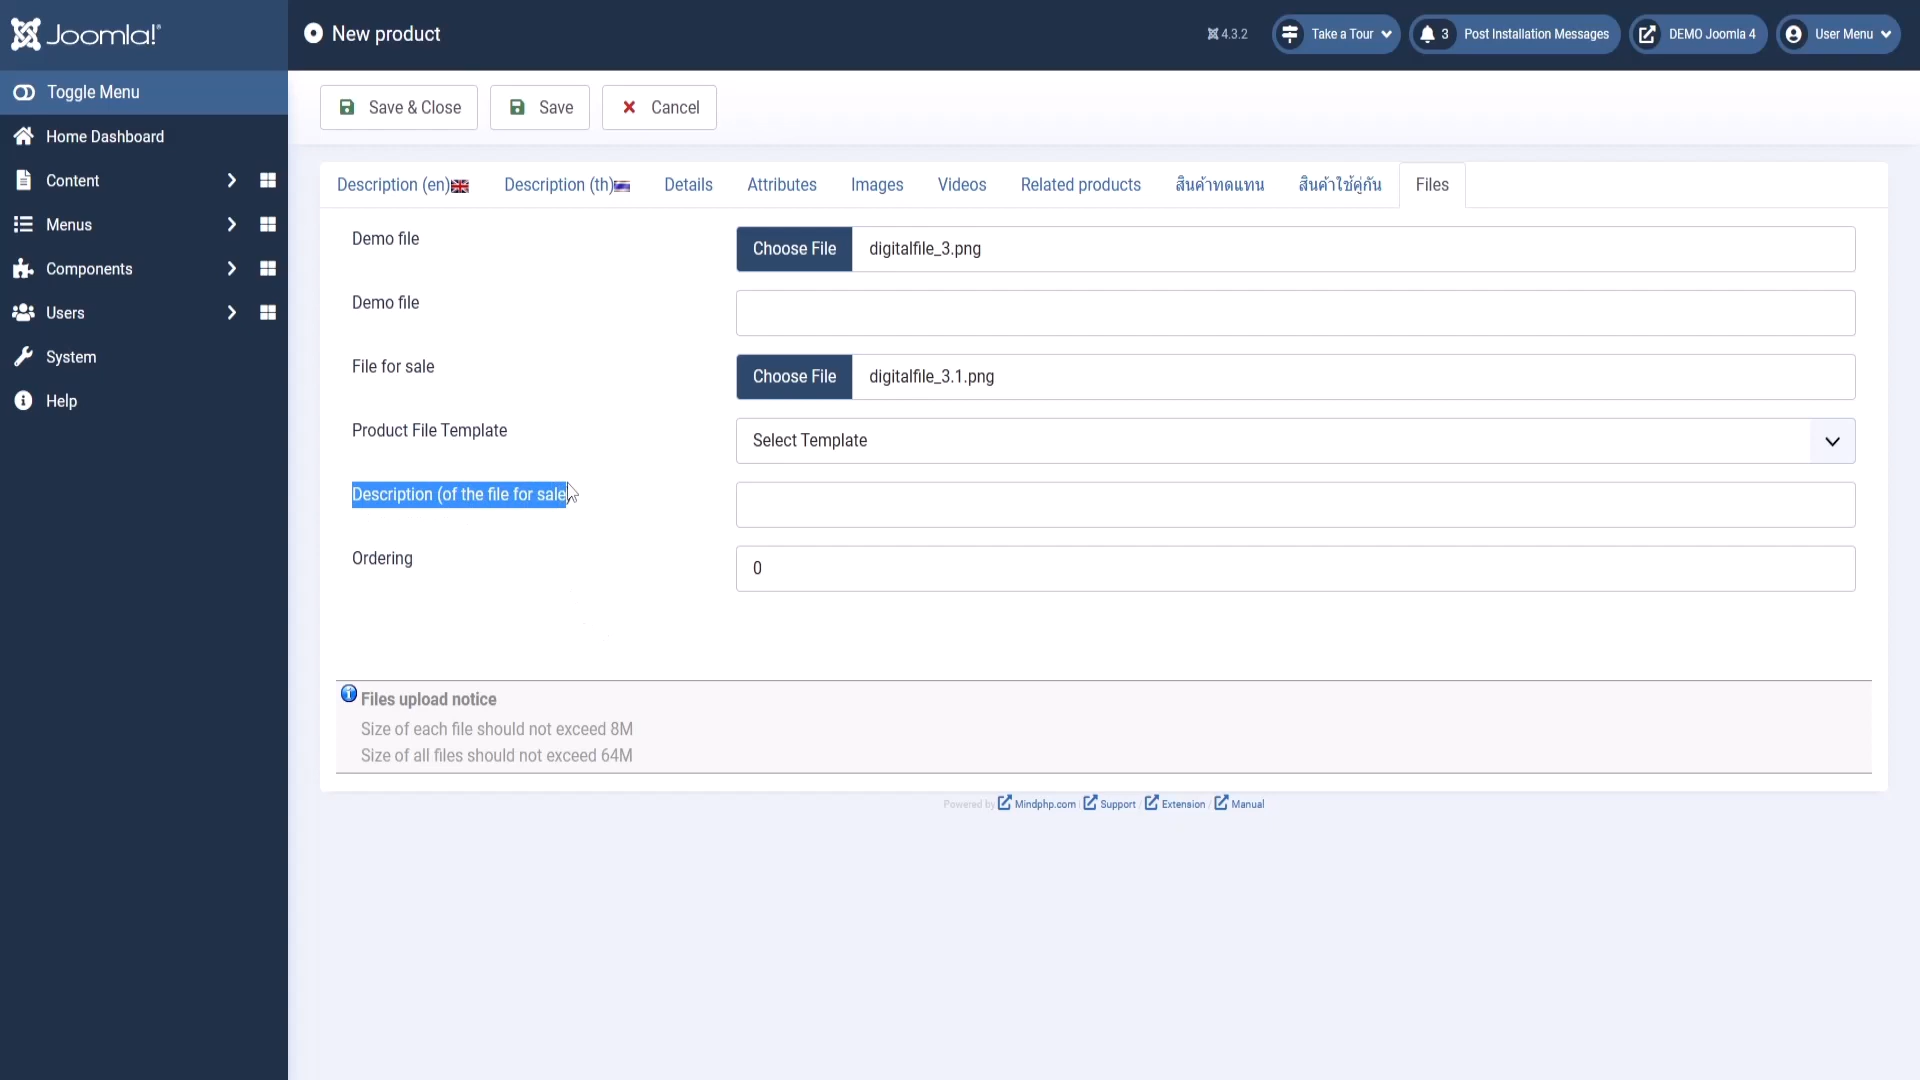 Joomla!®
New product
4.3.2
Take a Tour
3 Post Installation Messages
DEMO Joomla 4
User Menu
Toggle Menu
Save & Close
Save
Cancel
Home Dashboard
Content
Menus
Components
Users
System
Help
Description (en)
Description (th)
Details
Attributes
Images
Videos
Related products
สินค้าทดแทน
สินค้าใช้คู่กัน
Files
Demo file
Choose File digitalfile_3.png
Demo file
File for sale
Choose File digitalfile_3.1.png
Product File Template
Select Template
Description (of the file for sale
Ordering
0
Files upload notice
Size of each file should not exceed 8M
Size of all files should not exceed 64M
Powered by Mindphp.com / Support / Extension / Manual